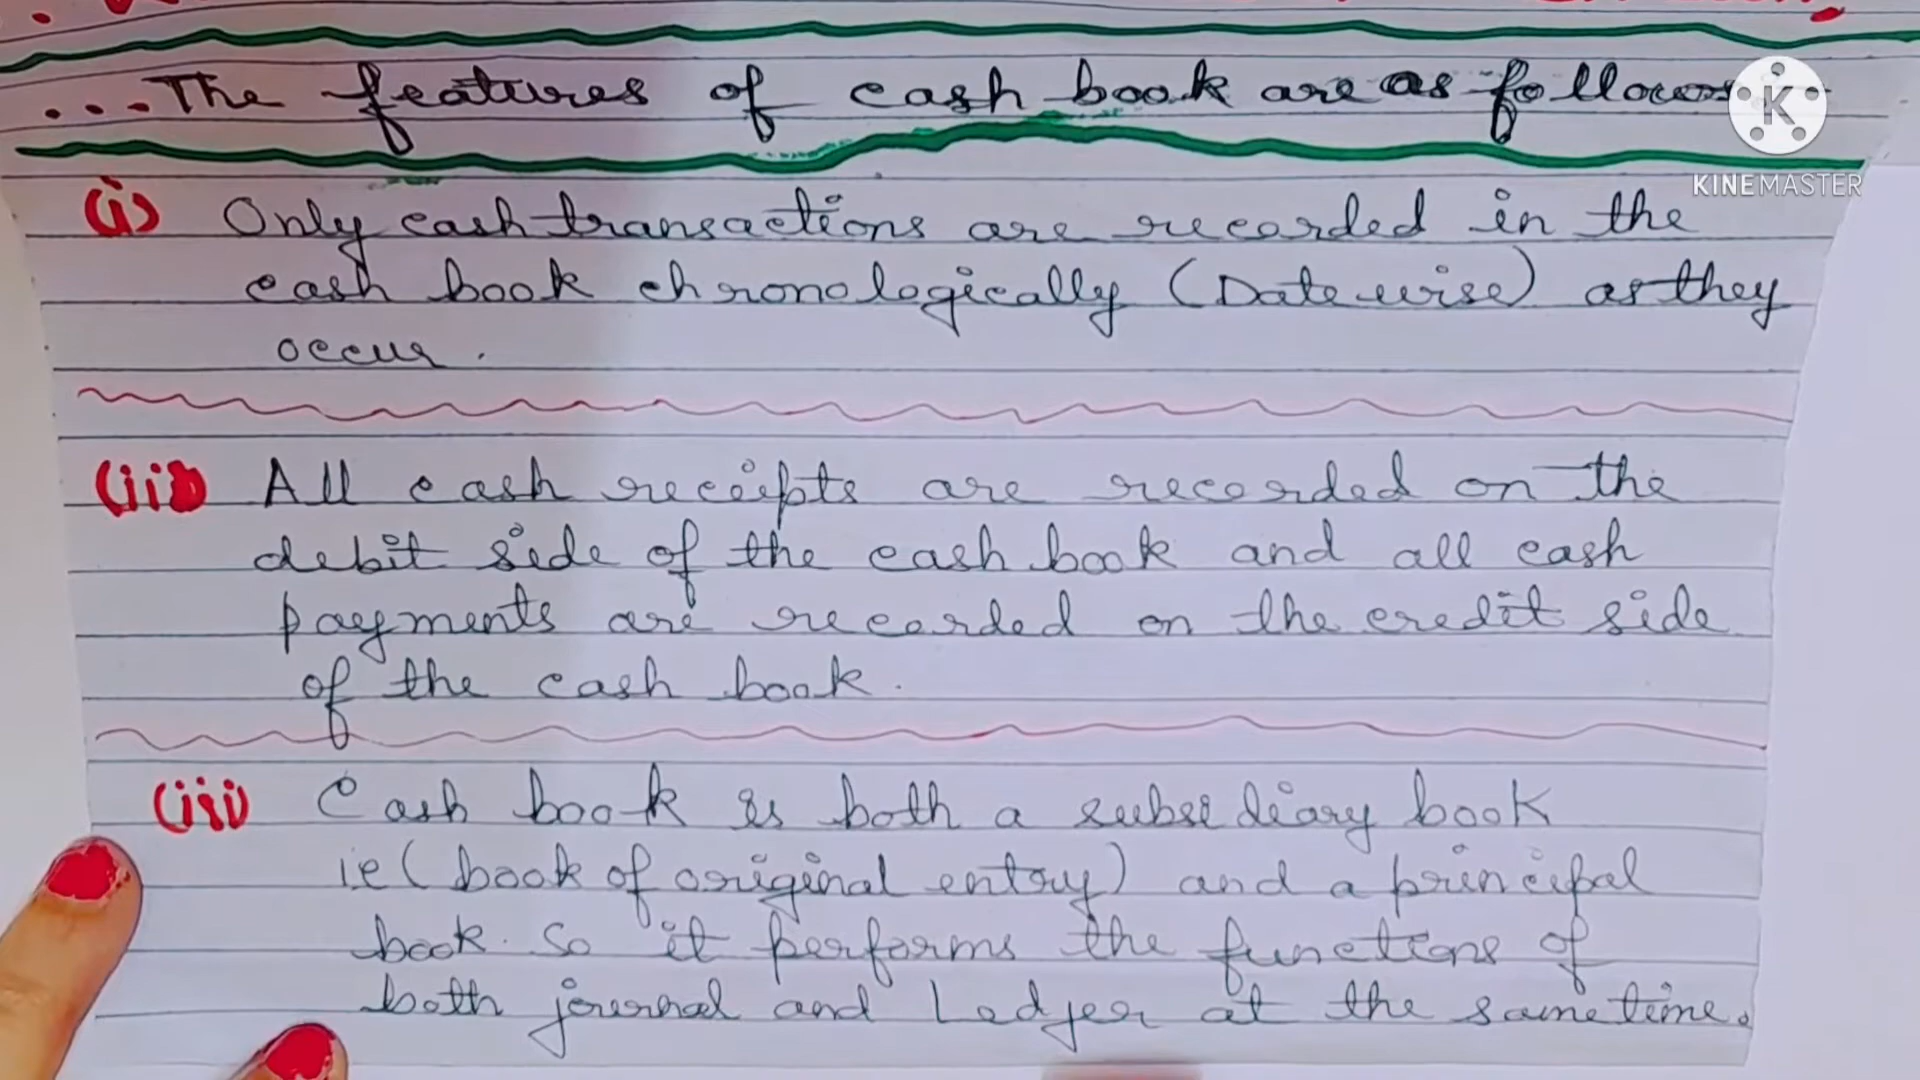 ...The features of cash book are as follows
KINEMASTER
(i) Only cash transactions are recorded in the
cash book chronologically (Date wise) as they
occur.
(ii) All cash receipts are recorded on the
debit side of the cash book and all cash
payments are recorded on the credit side
of the cash book.
(iii) Cash book is both a subsidiary book
i.e (book of original entry) and a principal
book. So it performs the functions of
both journal and Ledjer at the same time.